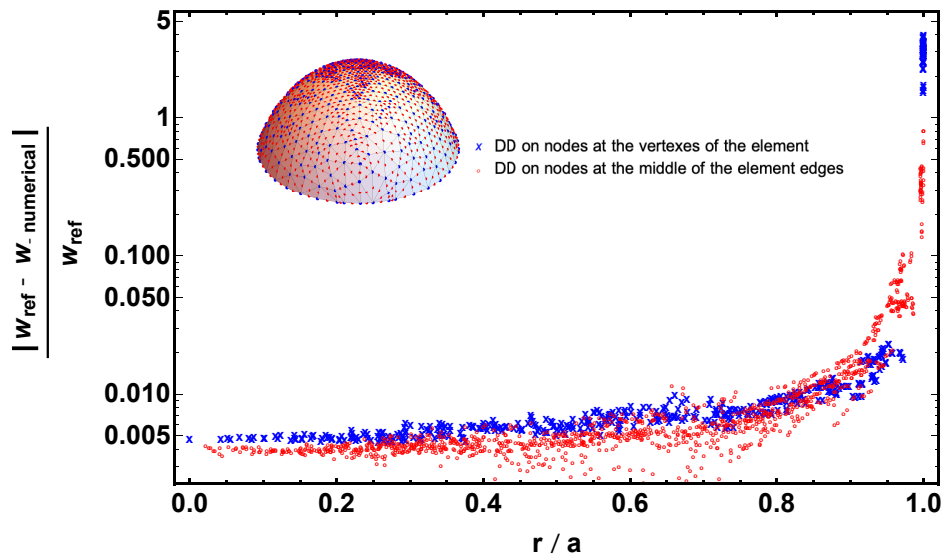 5
1
0.500
0.100
0.050
0.010
0.005
| w_ref - w- numerical |
w_ref
× DD on nodes at the vertexes of the element
○ DD on nodes at the middle of the element edges
0.0 0.2 0.4 0.6 0.8 1.0
r / a